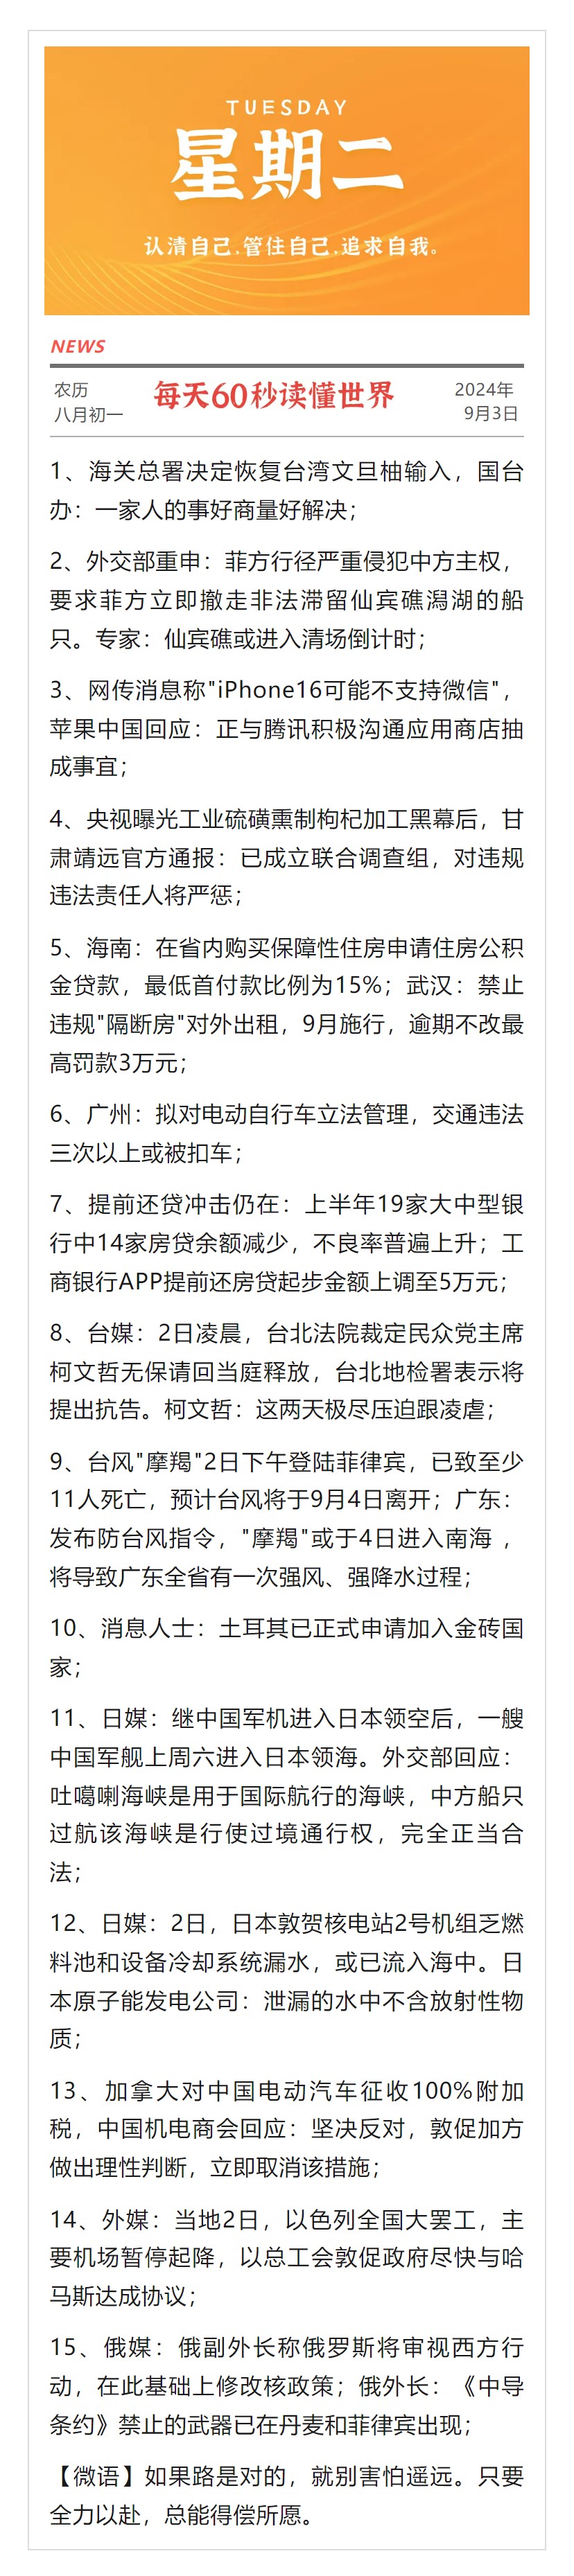 TUESDAY
星期二
认清自己,管住自己,追求自我。
NEWS
农历
八月初一
每天60秒读懂世界
2024年
9月3日
1、海关总署决定恢复台湾文旦柚输入，国台
办：一家人的事好商量好解决；
2、外交部重申：菲方行径严重侵犯中方主权，
要求菲方立即撤走非法滞留仙宾礁潟湖的船
只。专家：仙宾礁或进入清场倒计时；
3、网传消息称"iPhone16可能不支持微信"，
苹果中国回应：正与腾讯积极沟通应用商店抽
成事宜；
4、央视曝光工业硫磺熏制枸杞加工黑幕后，甘
肃靖远官方通报：已成立联合调查组，对违规
违法责任人将严惩；
5、海南：在省内购买保障性住房申请住房公积
金贷款，最低首付款比例为15%；武汉：禁止
违规"隔断房"对外出租，9月施行，逾期不改最
高罚款3万元；
6、广州：拟对电动自行车立法管理，交通违法
三次以上或被扣车；
7、提前还贷冲击仍在：上半年19家大中型银
行中14家房贷余额减少，不良率普遍上升；工
商银行APP提前还房贷起步金额上调至5万元；
8、台媒：2日凌晨，台北法院裁定民众党主席
柯文哲无保请回当庭释放，台北地检署表示将
提出抗告。柯文哲：这两天极尽压迫跟凌虐；
9、台风"摩羯"2日下午登陆菲律宾，已致至少
11人死亡，预计台风将于9月4日离开；广东：
发布防台风指令，"摩羯"或于4日进入南海，
将导致广东全省有一次强风、强降水过程；
10、消息人士：土耳其已正式申请加入金砖国
家；
11、日媒：继中国军机进入日本领空后，一艘
中国军舰上周六进入日本领海。外交部回应：
吐噶喇海峡是用于国际航行的海峡，中方船只
过航该海峡是行使过境通行权，完全正当合
法；
12、日媒：2日，日本敦贺核电站2号机组乏燃
料池和设备冷却系统漏水，或已流入海中。日
本原子能发电公司：泄漏的水中不含放射性物
质；
13、加拿大对中国电动汽车征收100%附加
税，中国机电商会回应：坚决反对，敦促加方
做出理性判断，立即取消该措施；
14、外媒：当地2日，以色列全国大罢工，主
要机场暂停起降，以总工会敦促政府尽快与哈
马斯达成协议；
15、俄媒：俄副外长称俄罗斯将审视西方行
动，在此基础上修改核政策；俄外长：《中导
条约》禁止的武器已在丹麦和菲律宾出现；
【微语】如果路是对的，就别害怕遥远。只要
全力以赴，总能得偿所愿。